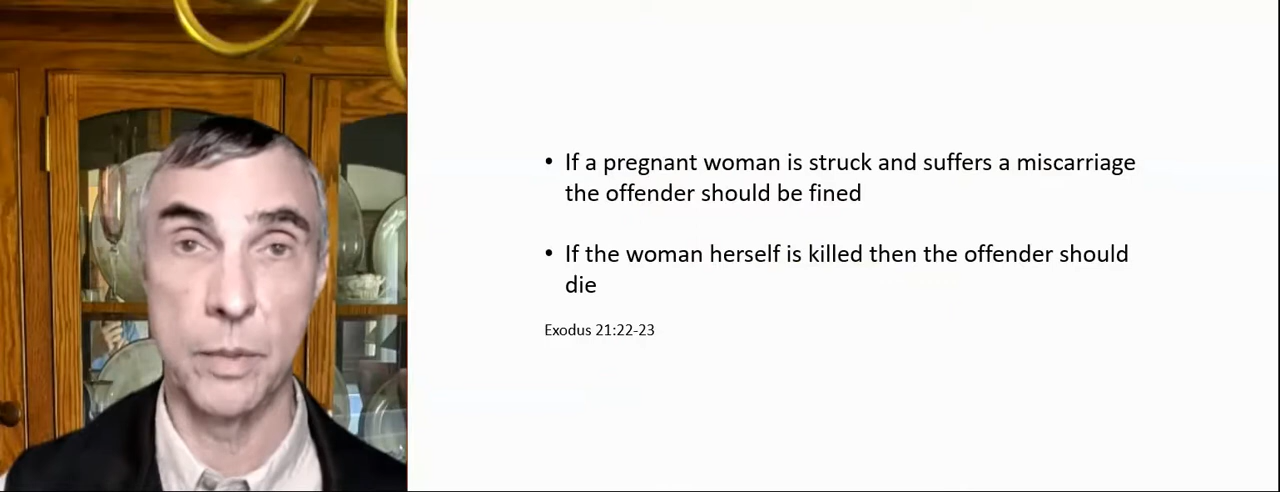 • If a pregnant woman is struck and suffers a miscarriage
the offender should be fined
• If the woman herself is killed then the offender should
die
Exodus 21:22-23